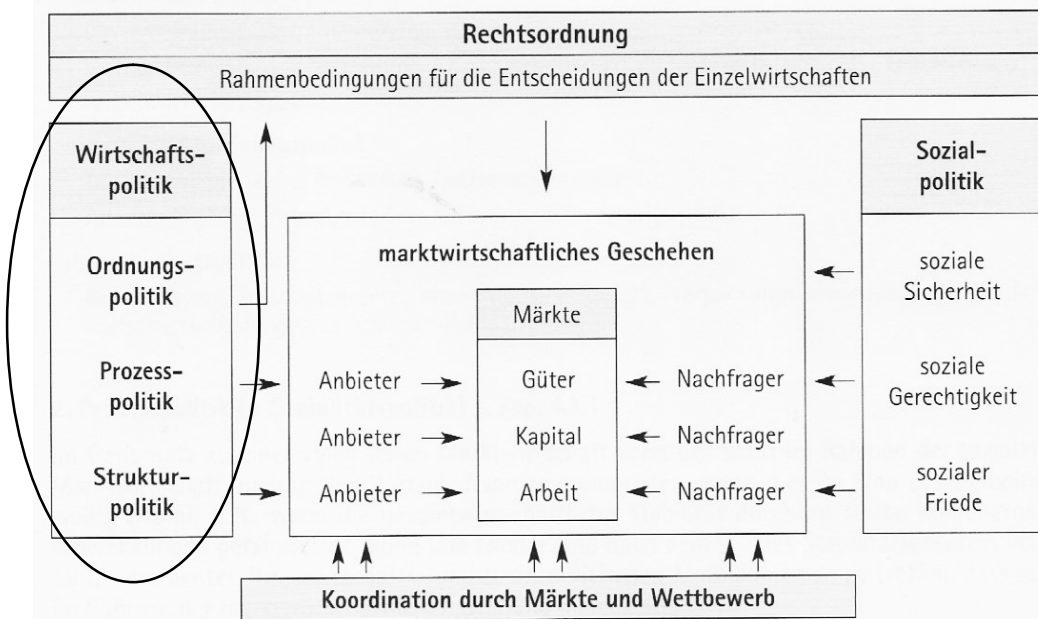 Rechtsordnung
Rahmenbedingungen für die Entscheidungen der Einzelwirtschaften
Wirtschafts-
politik
Ordnungs-
politik
Prozess-
politik
Struktur-
politik
marktwirtschaftliches Geschehen
Märkte
Anbieter Güter Nachfrager
Anbieter Kapital Nachfrager
Anbieter Arbeit Nachfrager
Sozial-
politik
soziale
Sicherheit
soziale
Gerechtigkeit
sozialer
Friede
Koordination durch Märkte und Wettbewerb